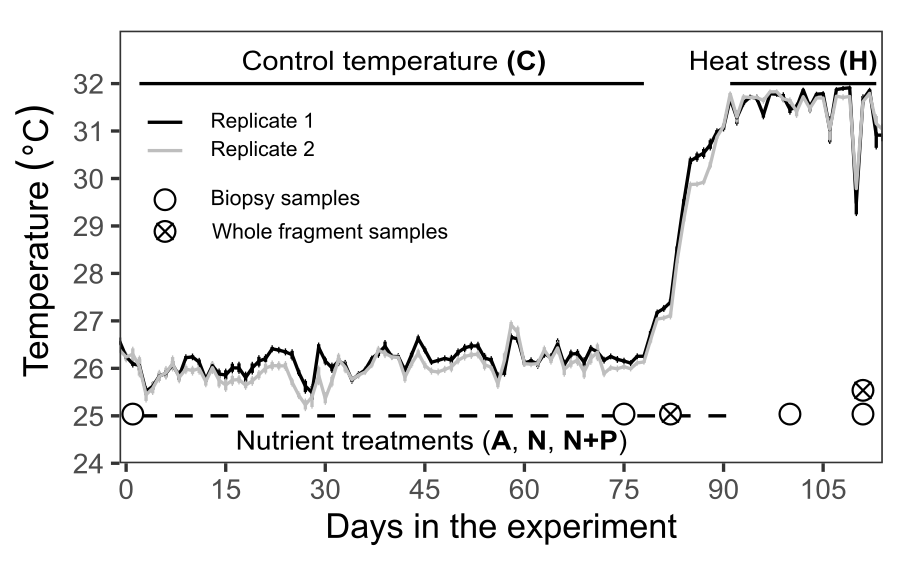 Control temperature (C)
Heat stress (H)
Replicate 1
Replicate 2
Biopsy samples
Whole fragment samples
Nutrient treatments (A, N, N+P)
Temperature (°C)
32
31
30
29
28
27
26
25
24
0 15 30 45 60 75 90 105
Days in the experiment